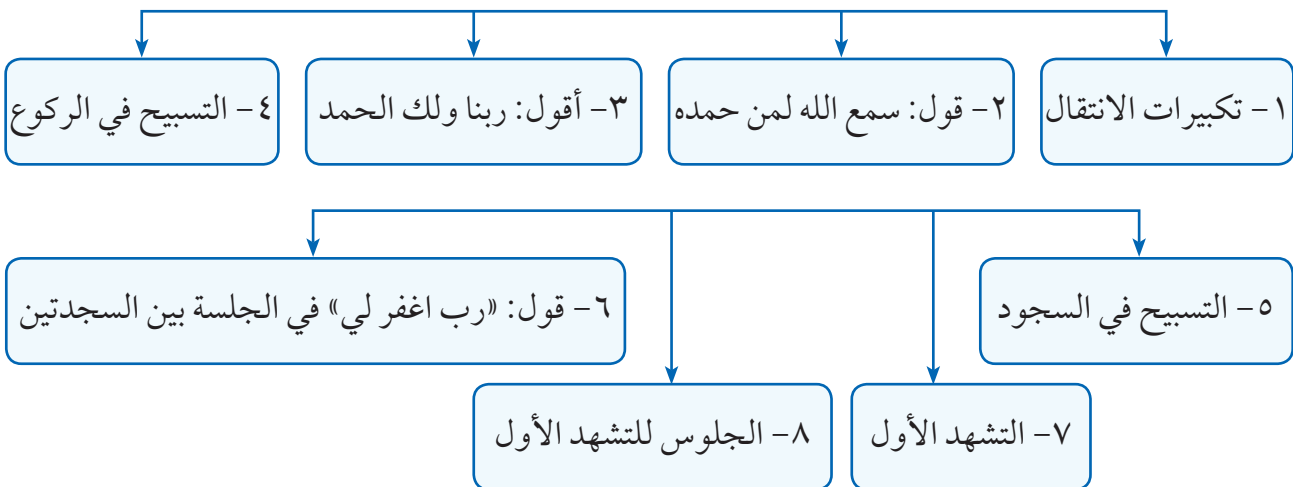 ١- تكبيرات الانتقال
٢- قول: سمع الله لمن حمده
٣- أقول: ربنا ولك الحمد
٤- التسبيح في الركوع
٥- التسبيح في السجود
٦- قول: «رب اغفر لي» في الجلسة بين السجدتين
٧- التشهد الأول
٨- الجلوس للتشهد الأول